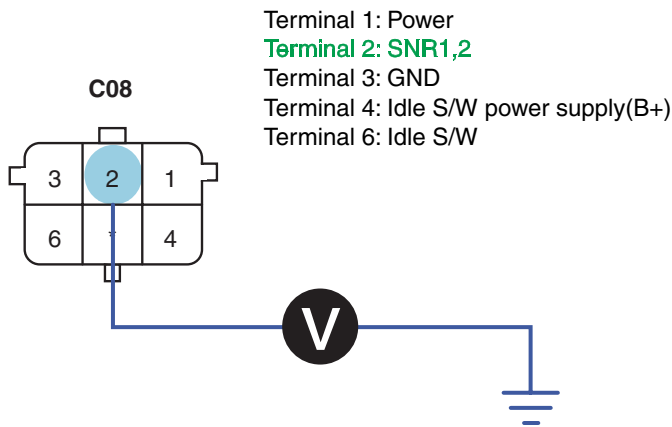 Terminal 1: Power
Terminal 2: SNR1,2
Terminal 3: GND
Terminal 4: Idle S/W power supply(B+)
Terminal 6: Idle S/W
C08
3 2 1
6 * 4
V